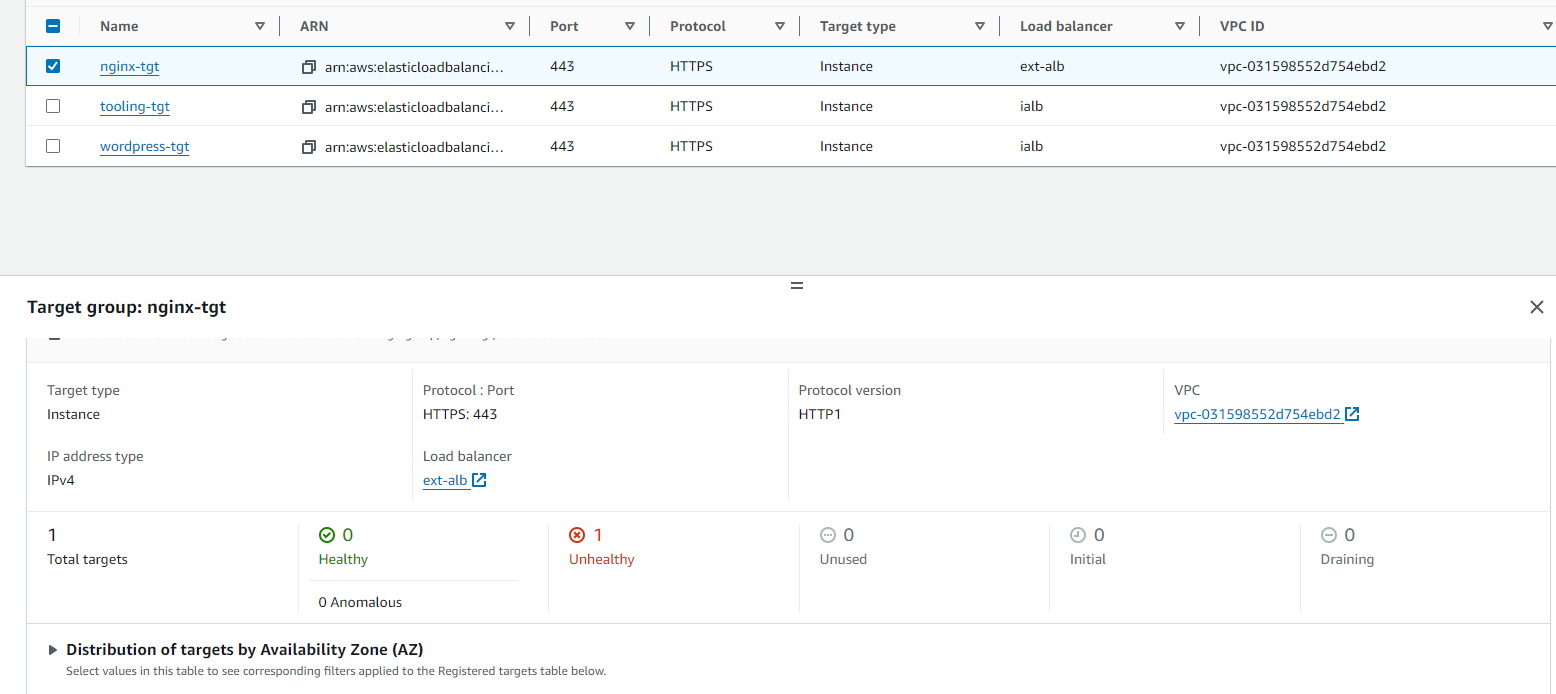 Name ARN Port Protocol Target type Load balancer VPC ID
nginx-tgt arn:aws:elasticloadbalanci... 443 HTTPS Instance ext-alb vpc-031598552d754ebd2
tooling-tgt arn:aws:elasticloadbalanci... 443 HTTPS Instance ialb vpc-031598552d754ebd2
wordpress-tgt arn:aws:elasticloadbalanci... 443 HTTPS Instance ialb vpc-031598552d754ebd2
Target group: nginx-tgt
Target type Protocol : Port Protocol version VPC
Instance HTTPS: 443 HTTP1 vpc-031598552d754ebd2
IP address type Load balancer
IPv4 ext-alb
1 0 1 0 0 0
Total targets Healthy Unhealthy Unused Initial Draining
0 Anomalous
Distribution of targets by Availability Zone (AZ)
Select values in this table to see corresponding filters applied to the Registered targets table below.